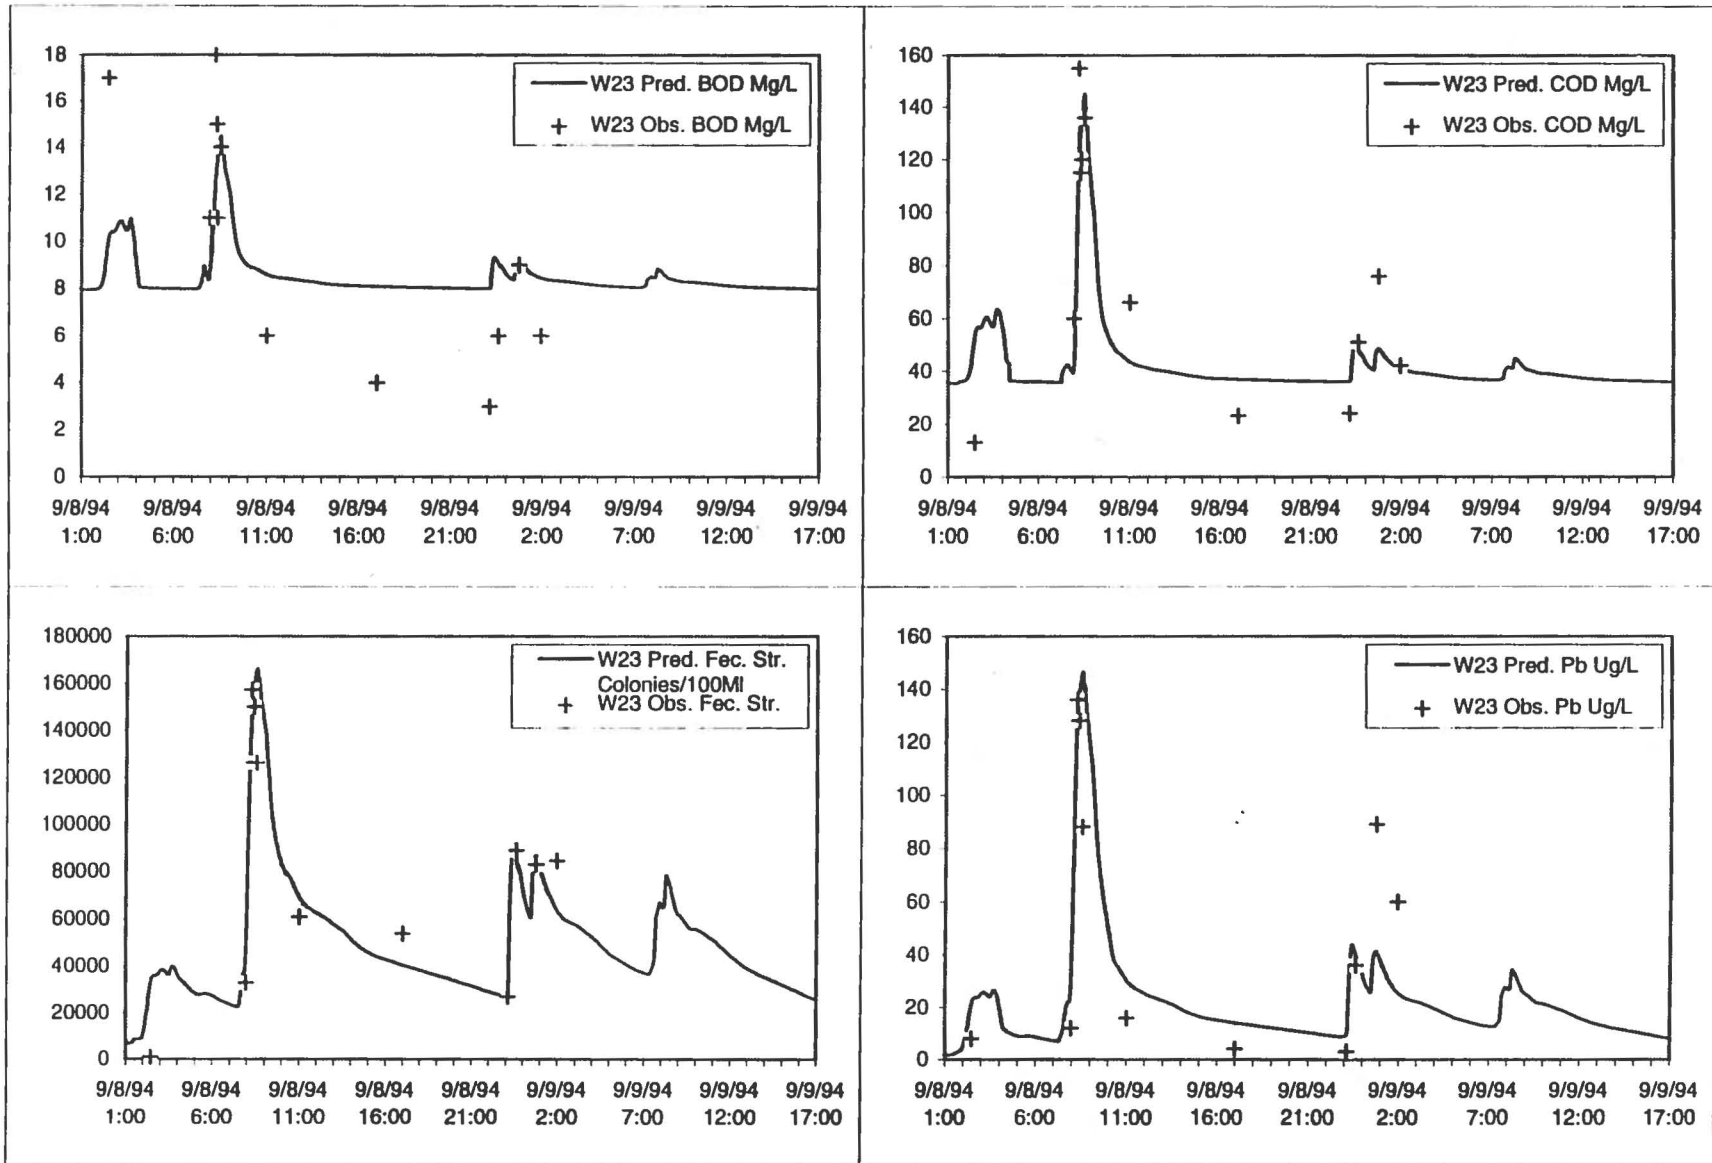 18
16
14
12
10
8
6
4
2
0
W23 Pred. BOD Mg/L
W23 Obs. BOD Mg/L
9/8/94 9/8/94 9/8/94 9/8/94 9/8/94 9/9/94 9/9/94 9/9/94 9/9/94
1:00 6:00 11:00 16:00 21:00 2:00 7:00 12:00 17:00
160
140
120
100
80
60
40
20
0
W23 Pred. COD Mg/L
W23 Obs. COD Mg/L
9/8/94 9/8/94 9/8/94 9/8/94 9/8/94 9/9/94 9/9/94 9/9/94 9/9/94
1:00 6:00 11:00 16:00 21:00 2:00 7:00 12:00 17:00
180000
160000
140000
120000
100000
80000
60000
40000
20000
0
W23 Pred. Fec. Str.
Colonies/100Ml
W23 Obs. Fec. Str.
9/8/94 9/8/94 9/8/94 9/8/94 9/8/94 9/9/94 9/9/94 9/9/94 9/9/94
1:00 6:00 11:00 16:00 21:00 2:00 7:00 12:00 17:00
160
140
120
100
80
60
40
20
0
W23 Pred. Pb Ug/L
W23 Obs. Pb Ug/L
9/8/94 9/8/94 9/8/94 9/8/94 9/8/94 9/9/94 9/9/94 9/9/94 9/9/94
1:00 6:00 11:00 16:00 21:00 2:00 7:00 12:00 17:00